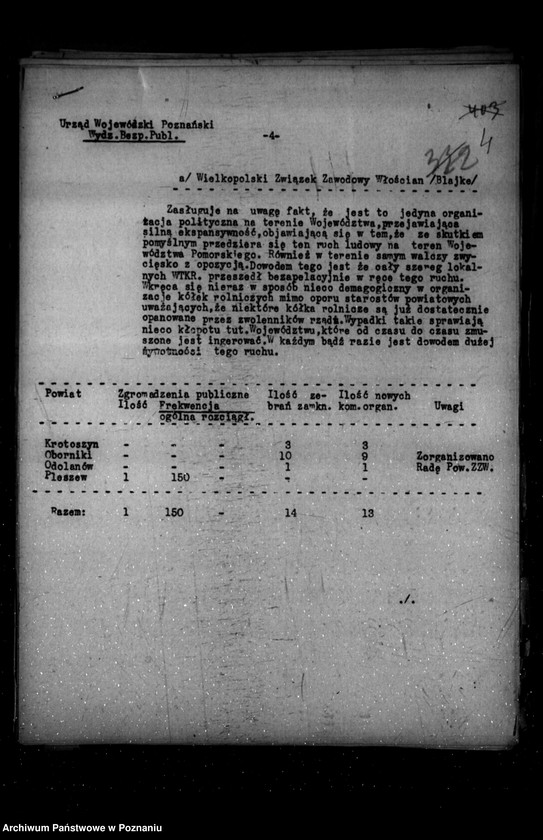 403
Urząd Wojewódzki Poznański
Wydz.Bezp.Publ. -4- 4
332
a/ Wielkopolski Związek Zawodowy Włościan /Blajke/
Zasługuje na uwagę fakt, że jest to jedyna organi-
zacja polityczna na terenie Województwa,przejawiająca
silną ekspansywność,objawiającą się w tem,że ze skutkiem
pomyślnym przedziera się ten ruch ludowy na teren Woje-
wództwa Pomorskiego. Również w terenie samym walczy zwy-
cięsko z opozycją.Dowodem tego jest że cały szereg lokal-
nych WTKR. przeszedł bezapelacyjnie w ręce tego ruchu.
Wkręca się nieraz w sposób nieco demagogiczny w organi-
zacje kółek rolniczych mimo oporu starostów powiatowych
uważających,że niektóre kółka rolnicze są już dostatecznie
opanowane przez zwolenników rządu.Wypadki takie sprawiają
nieco kłopotu tut.Województwu,które od czasu do czasu zmu-
szone jest ingerować.W każdym bądź razie jest dowodem dużej
żywotności tego ruchu.
Powiat Zgromadzenia publiczne Ilość ze- Ilość nowych
Ilość Frekwencja brań zamkn. kom.organ. Uwagi
ogólna rozciągł.
Krotoszyn - - - 3 3
Oborniki - - - 10 9 Zorganizowano
Odolanów - - - 1 1 Radę Pow.ZZW.
Pleszew 1 150 - - -
Razem: 1 150 - 14 13
./.
Archiwum Państwowe w Poznaniu